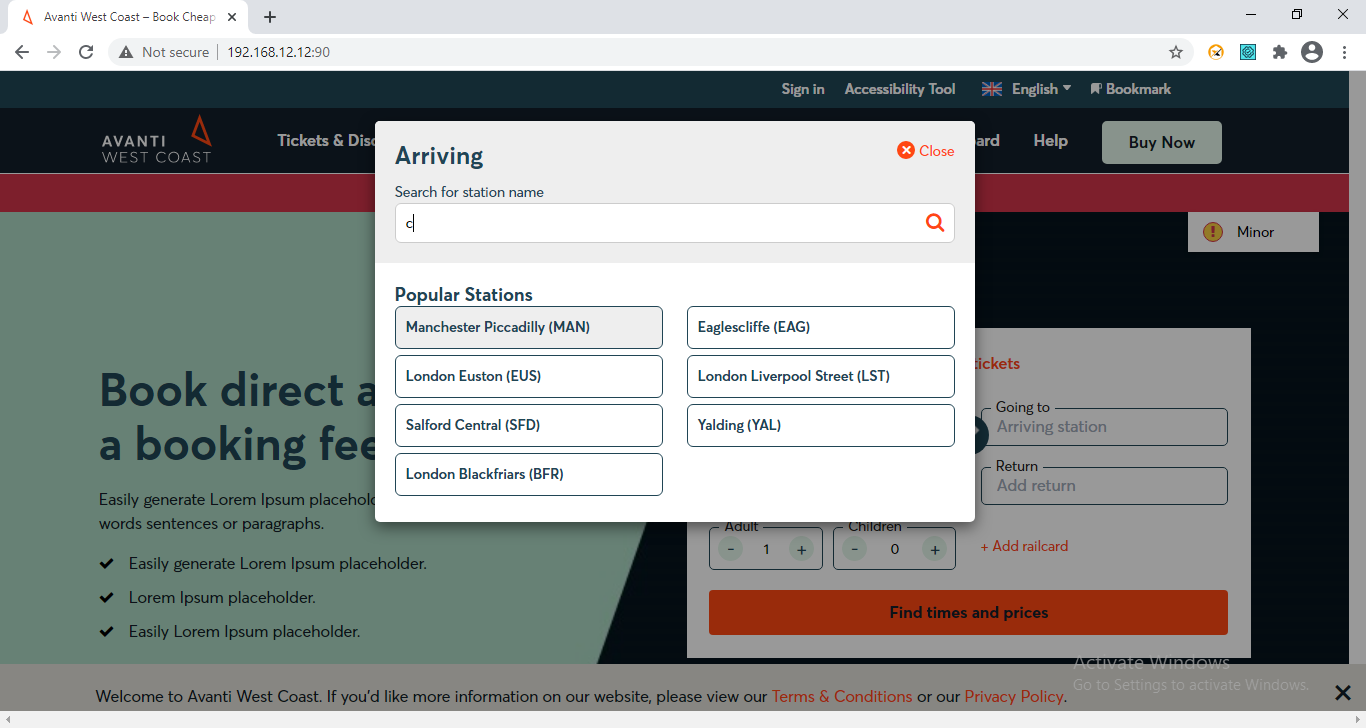 Avanti West Coast – Book Cheap
Not secure
192.168.12.12:90
Sign in
Accessibility Tool
English
Bookmark
AVANTI
WEST COAST
Tickets & Disc
ard
Help
Buy Now
Arriving
Close
Search for station name
c
Minor
Popular Stations
Manchester Piccadilly (MAN)
Eaglescliffe (EAG)
London Euston (EUS)
London Liverpool Street (LST)
Salford Central (SFD)
Yalding (YAL)
London Blackfriars (BFR)
Book direct a
a booking fee
Easily generate Lorem Ipsum placehold
words sentences or paragraphs.
Easily generate Lorem Ipsum placeholder.
Lorem Ipsum placeholder.
Easily Lorem Ipsum placeholder.
tickets
Going to
Arriving station
Return
Add return
Adult
- 1 +
Children
- 0 +
+ Add railcard
Find times and prices
Activate Windows
Go to Settings to activate Windows.
Welcome to Avanti West Coast. If you'd like more information on our website, please view our Terms & Conditions or our Privacy Policy.